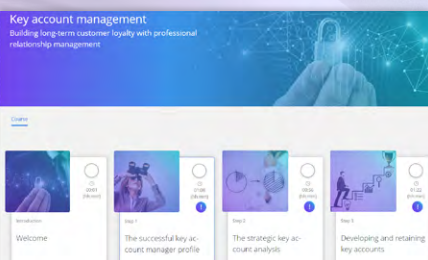 Key account management
Building long-term customer loyalty with professional
relationship management
Course
Introduction
Welcome
Step 1
The successful key ac-
count manager profile
Step 2
The strategic key ac-
count analysis
Step 3
Developing and retaining
key accounts